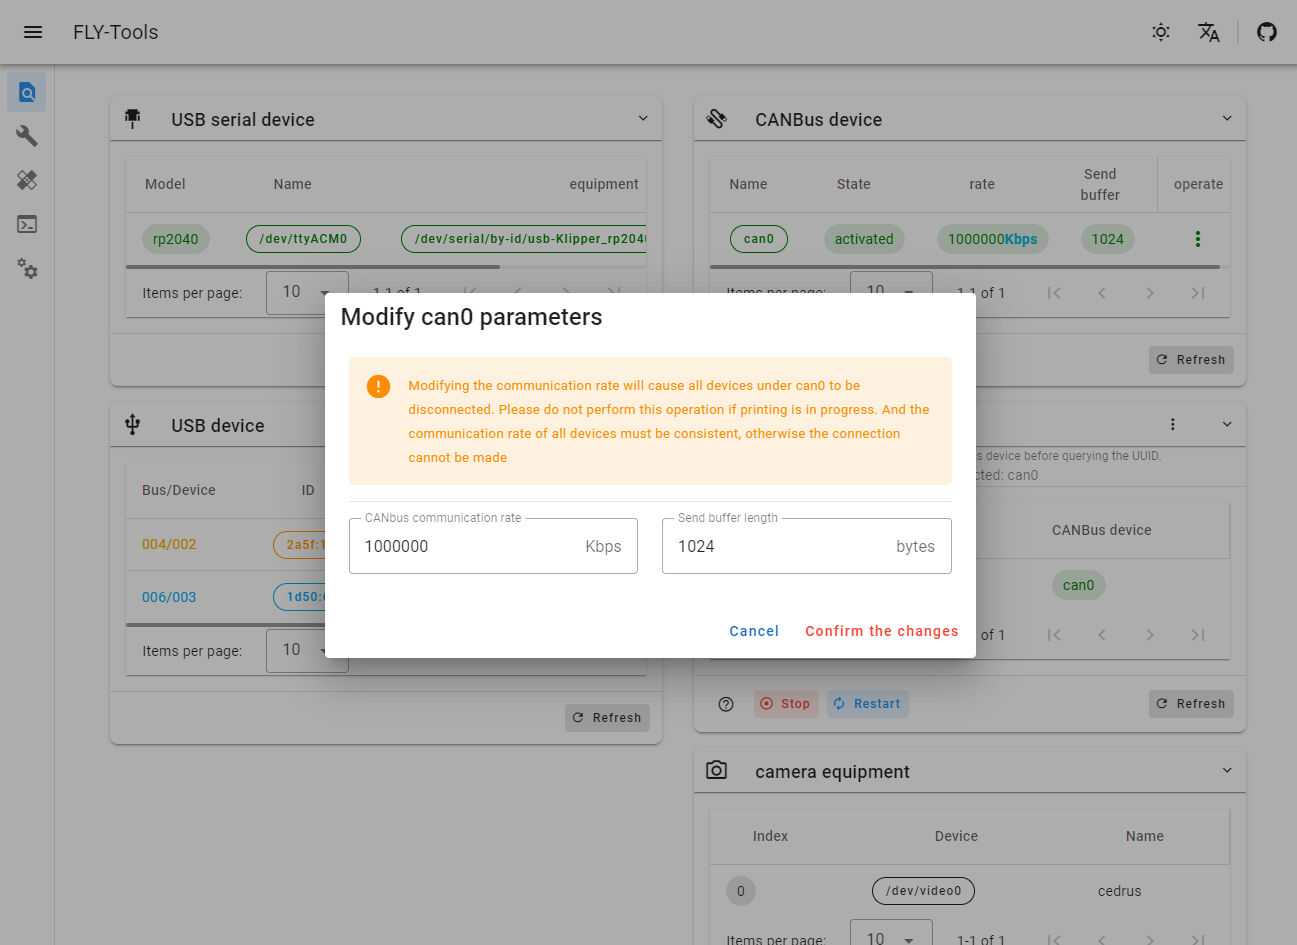 FLY-Tools
USB serial device
Model Name equipment
rp2040 /dev/ttyACM0 /dev/serial/by-id/usb-Klipper_rp204
Items per page: 10 1-1 of 1
Refresh
USB device
Bus/Device ID
004/002 2a5f:1
006/003 1d50:
Items per page: 10
Refresh
CANBus device
Name State rate Send
buffer operate
can0 activated 1000000Kbps 1024
Items per page: 10 1-1 of 1
Refresh
s device before querying the UUID.
cted: can0
CANBus device
can0
of 1
Stop Restart Refresh
camera equipment
Index Device Name
0 /dev/video0 cedrus
Items per page: 10 1-1 of 1
Modify can0 parameters
Modifying the communication rate will cause all devices under can0 to be
disconnected. Please do not perform this operation if printing is in progress. And the
communication rate of all devices must be consistent, otherwise the connection
cannot be made
CANbus communication rate
1000000 Kbps
Send buffer length
1024 bytes
Cancel Confirm the changes